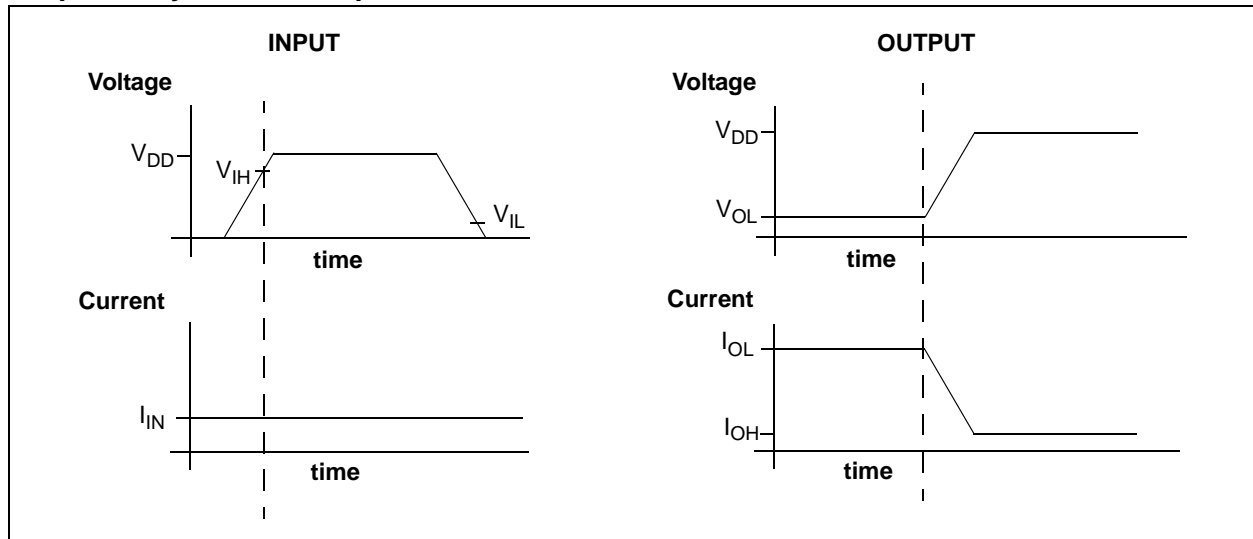 INPUT
Voltage
VDD
VIH
VIL
time
Current
IIN
time
OUTPUT
Voltage
VDD
VOL
time
Current
IOL
IOH
time